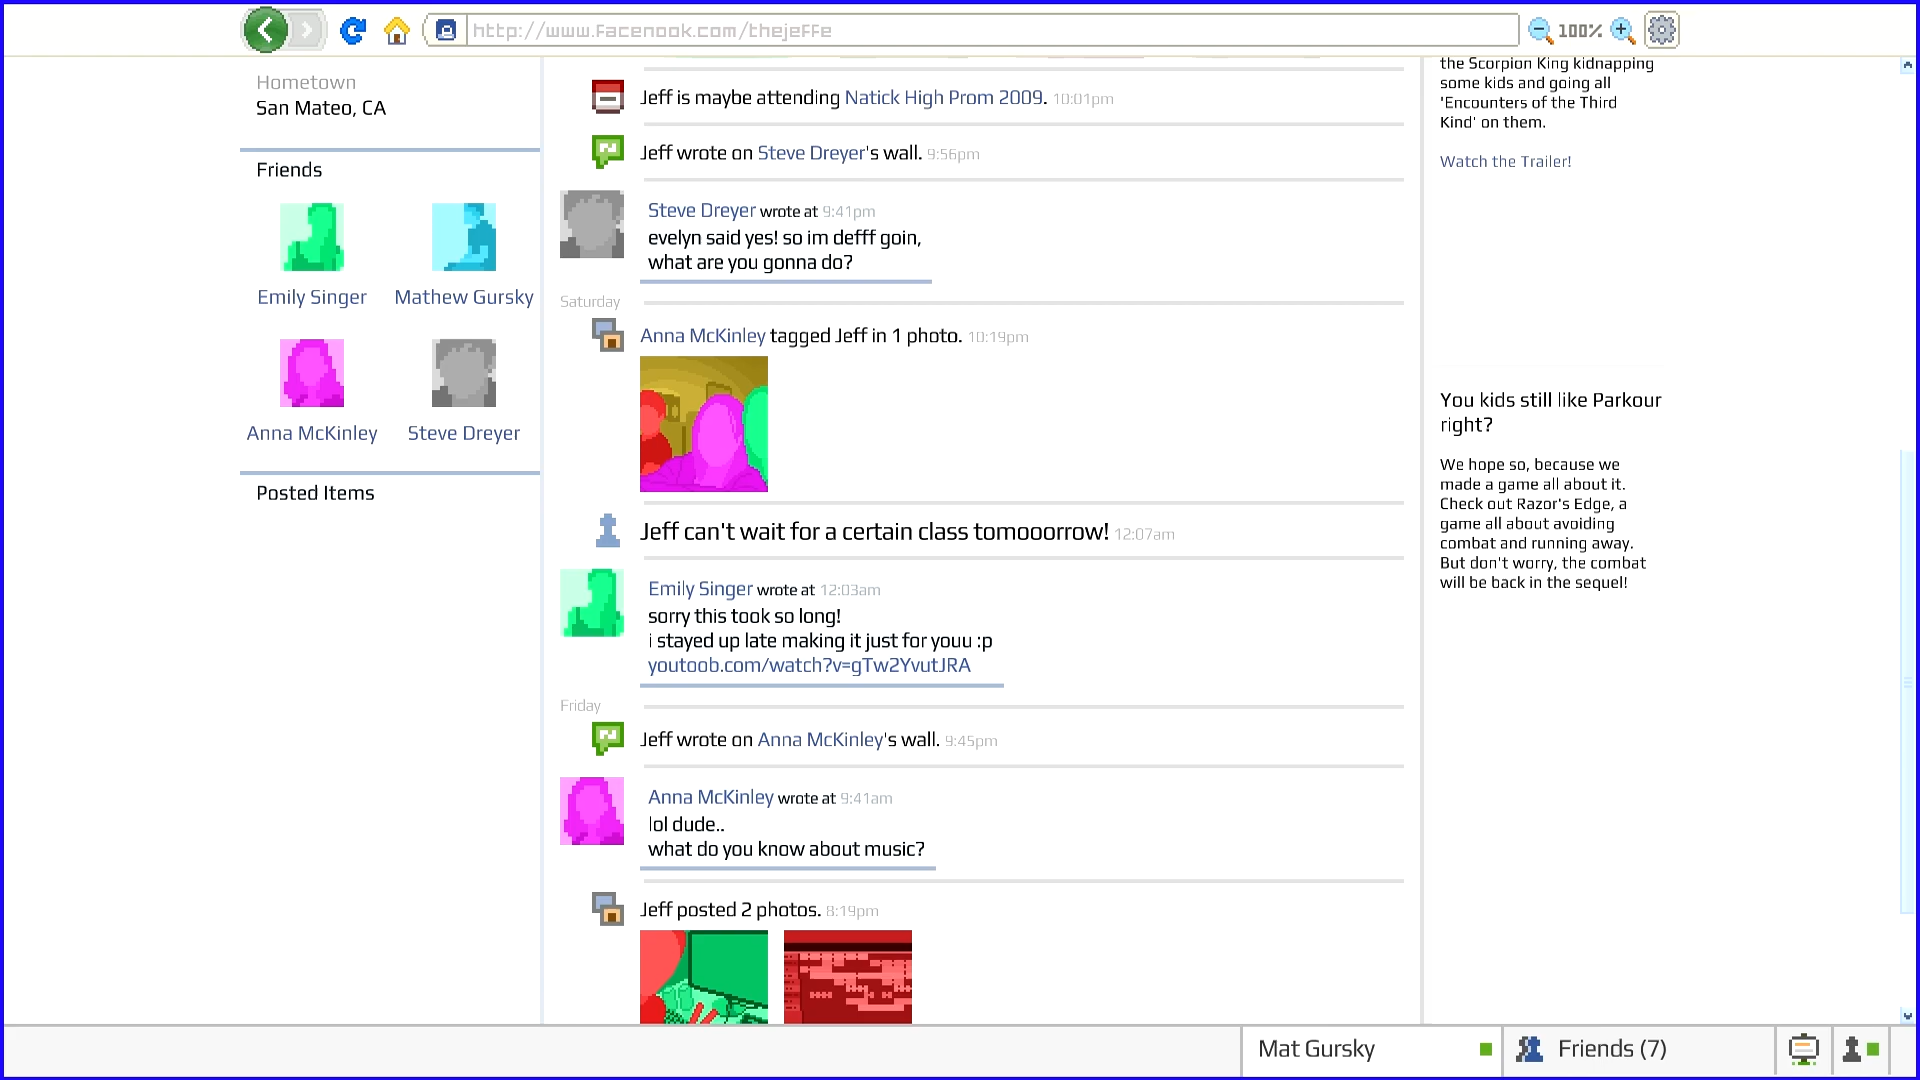 http://www.facenook.com/thejeffe
100%
Hometown
San Mateo, CA
Friends
Emily Singer
Mathew Gursky
Anna McKinley
Steve Dreyer
Posted Items
Jeff is maybe attending Natick High Prom 2009. 10:01pm
Jeff wrote on Steve Dreyer's wall. 9:56pm
Steve Dreyer wrote at 9:41pm
evelyn said yes! so im defff goin,
what are you gonna do?
Saturday
Anna McKinley tagged Jeff in 1 photo. 10:19pm
Jeff can't wait for a certain class tomooorrow! 12:07am
Emily Singer wrote at 12:03am
sorry this took so long!
i stayed up late making it just for youu :p
youtoob.com/watch?v=gTw2YvutJRA
Friday
Jeff wrote on Anna McKinley's wall. 9:45pm
Anna McKinley wrote at 9:41am
lol dude..
what do you know about music?
Jeff posted 2 photos. 8:19pm
the Scorpion King kidnapping
some kids and going all
'Encounters of the Third
Kind' on them.
Watch the Trailer!
You kids still like Parkour
right?
We hope so, because we
made a game all about it.
Check out Razor's Edge, a
game all about avoiding
combat and running away.
But don't worry, the combat
will be back in the sequel!
Mat Gursky
Friends (7)